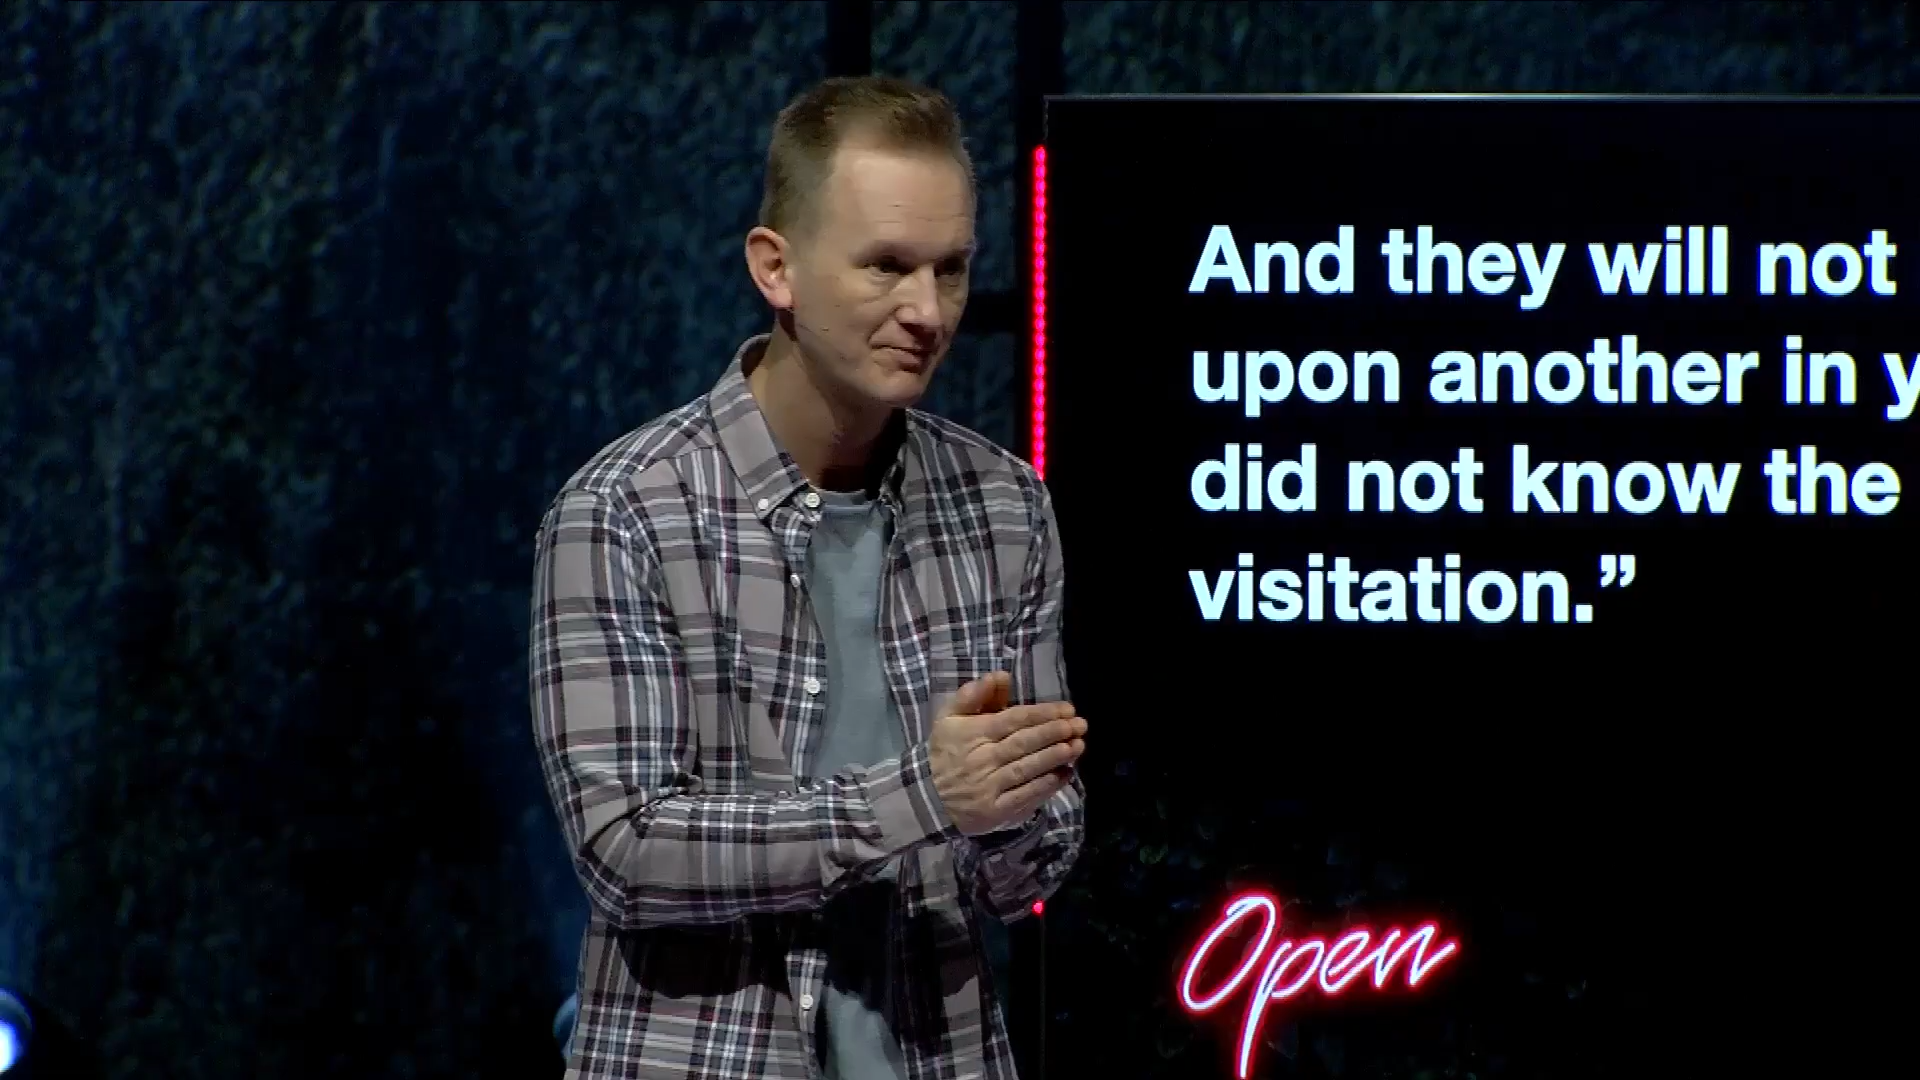 And they will not
upon another in y
did not know the
visitation.”
Open